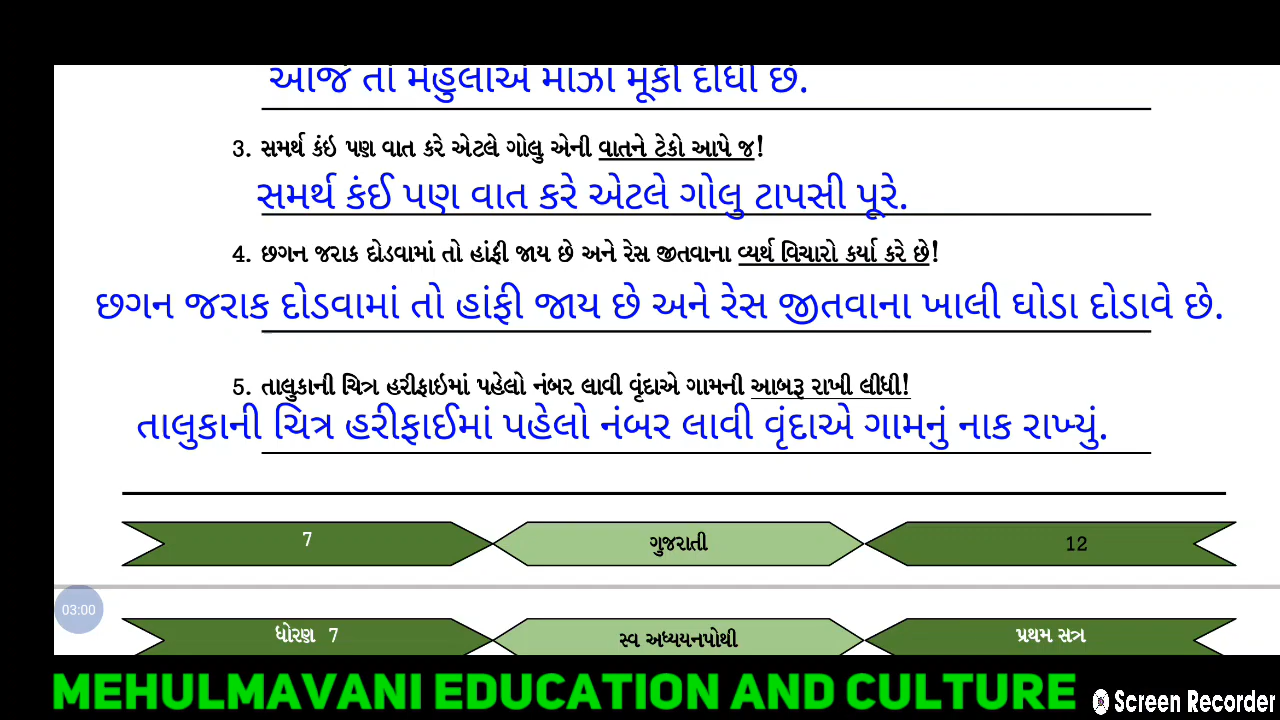 આજે તો મેહુલાએ માઝા મૂકી દીધી છે.
3. સમર્થ કંઇ પણ વાત કરે એટલે ગોલુ એની વાતને ટેકો આપે જ!
સમર્થ કંઈ પણ વાત કરે એટલે ગોલુ ટાપસી પૂરે.
4. છગન જરાક દોડવામાં તો હાંફી જાય છે અને રેસ જીતવાના વ્યર્થ વિચારો કર્યા કરે છે!
છગન જરાક દોડવામાં તો હાંફી જાય છે અને રેસ જીતવાના ખાલી ઘોડા દોડાવે છે.
5. તાલુકાની ચિત્ર હરીફાઇમાં પહેલો નંબર લાવી વૃંદાએ ગામની આબરૂ રાખી લીધી!
તાલુકાની ચિત્ર હરીફાઈમાં પહેલો નંબર લાવી વૃંદાએ ગામનું નાક રાખ્યું.
7 ગુજરાતી 12
03:00
ધોરણ 7 સ્વ અધ્યયનપોથી પ્રથમ સત્ર
MEHULMAVANI EDUCATION AND CULTURE
Screen Recorder